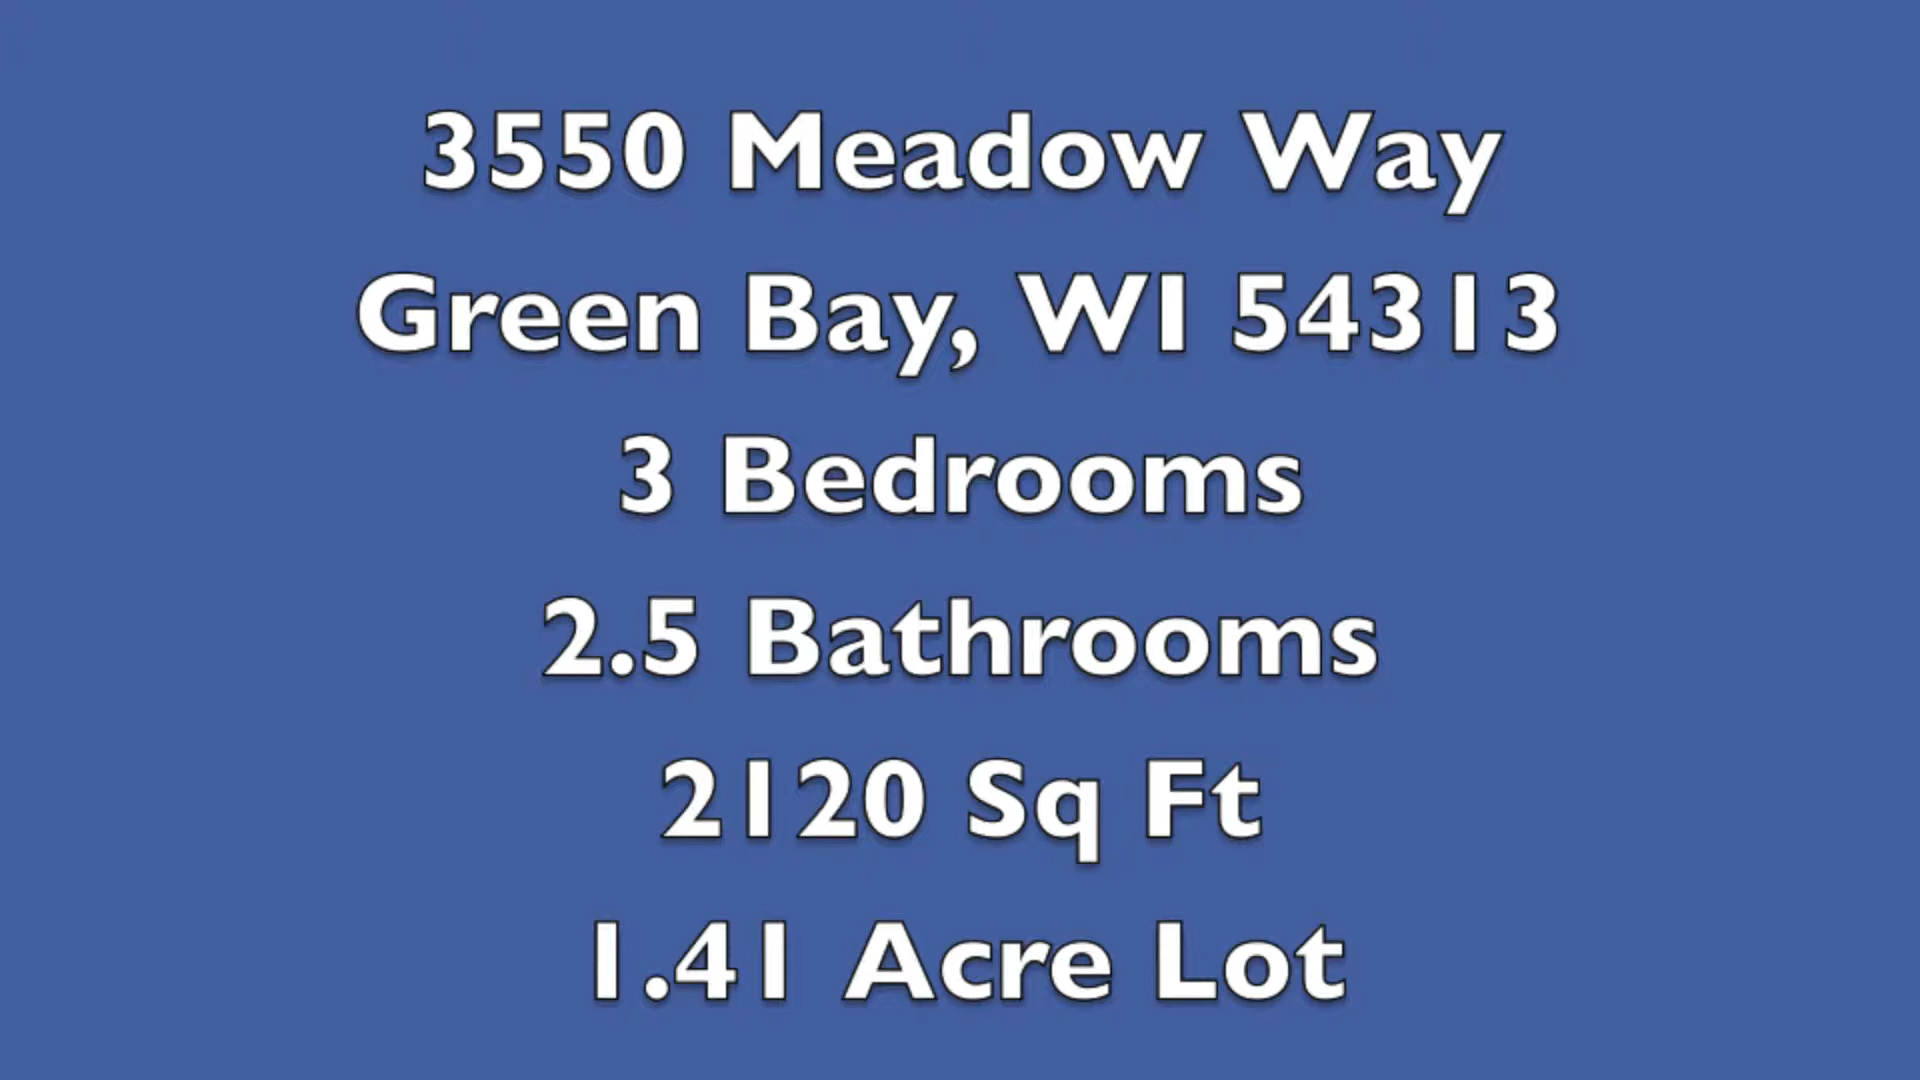 3550 Meadow Way
Green Bay, WI 54313
3 Bedrooms
2.5 Bathrooms
2120 Sq Ft
1.41 Acre Lot